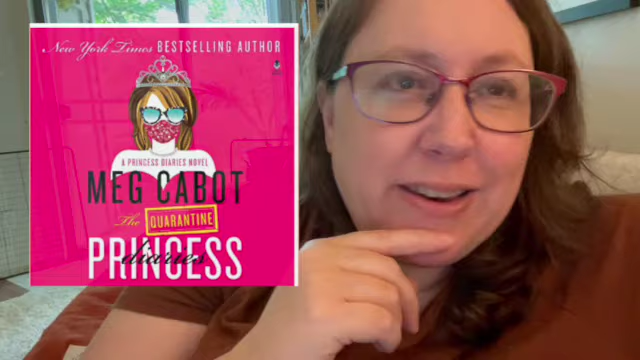 New York Times BESTSELLING AUTHOR
A PRINCESS DIARIES NOVEL
MEG CABOT
The QUARANTINE
PRINCESS
diaries